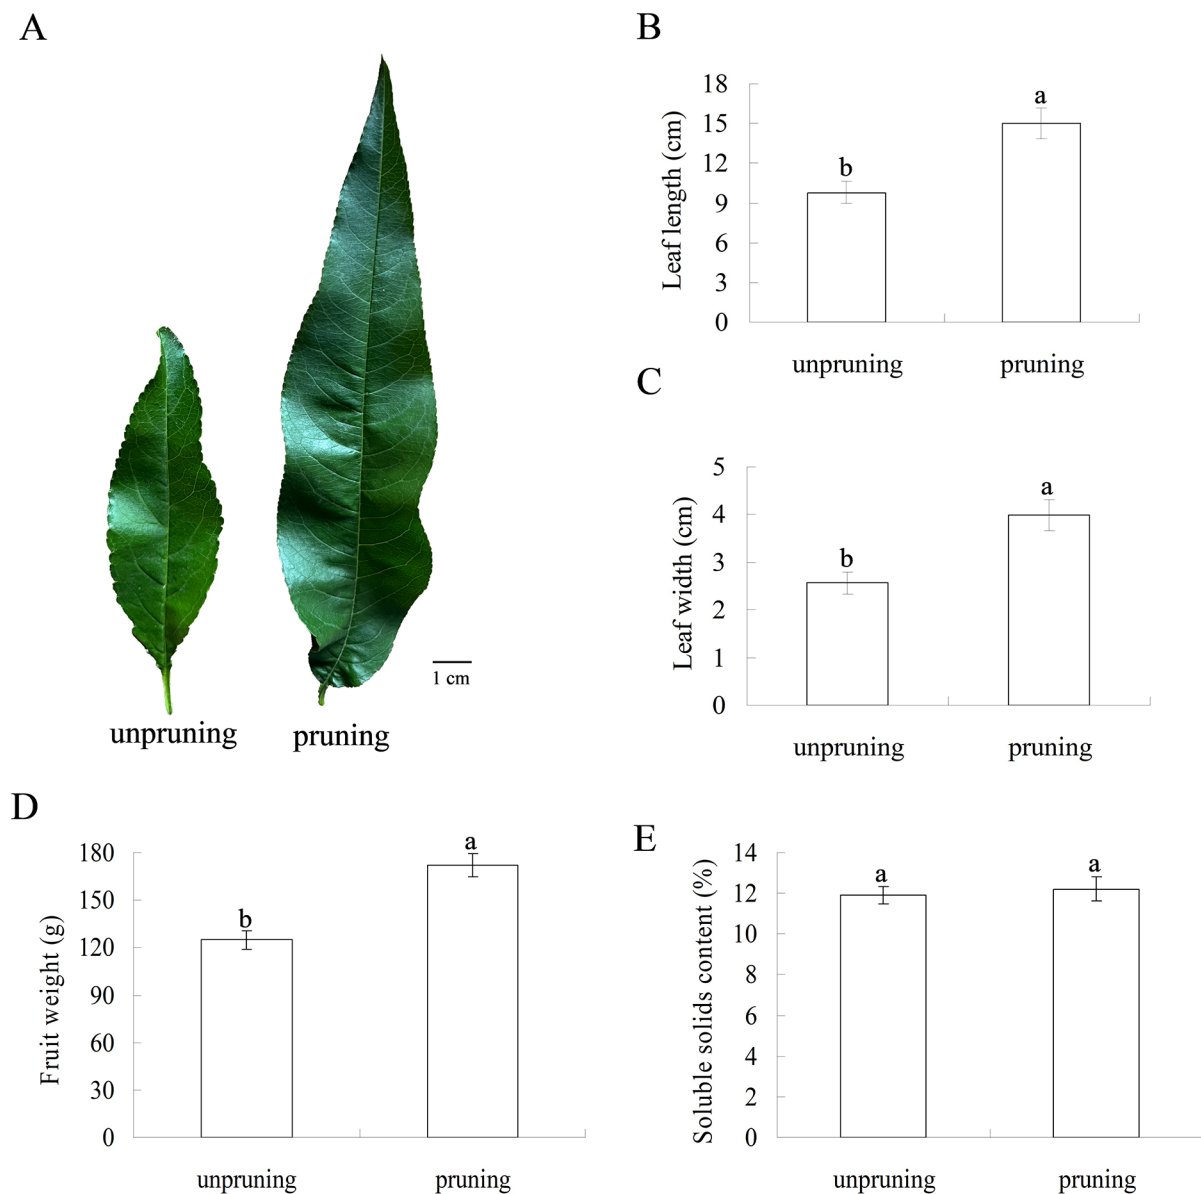 A
1 cm
unpruning
pruning
B
Leaf length (cm)
18
15
12
9
6
3
0
b
a
unpruning
pruning
C
Leaf width (cm)
5
4
3
2
1
0
b
a
unpruning
pruning
D
Fruit weight (g)
180
150
120
90
60
30
0
b
a
unpruning
pruning
E
Soluble solids content (%)
14
12
10
8
6
4
2
0
a
a
unpruning
pruning